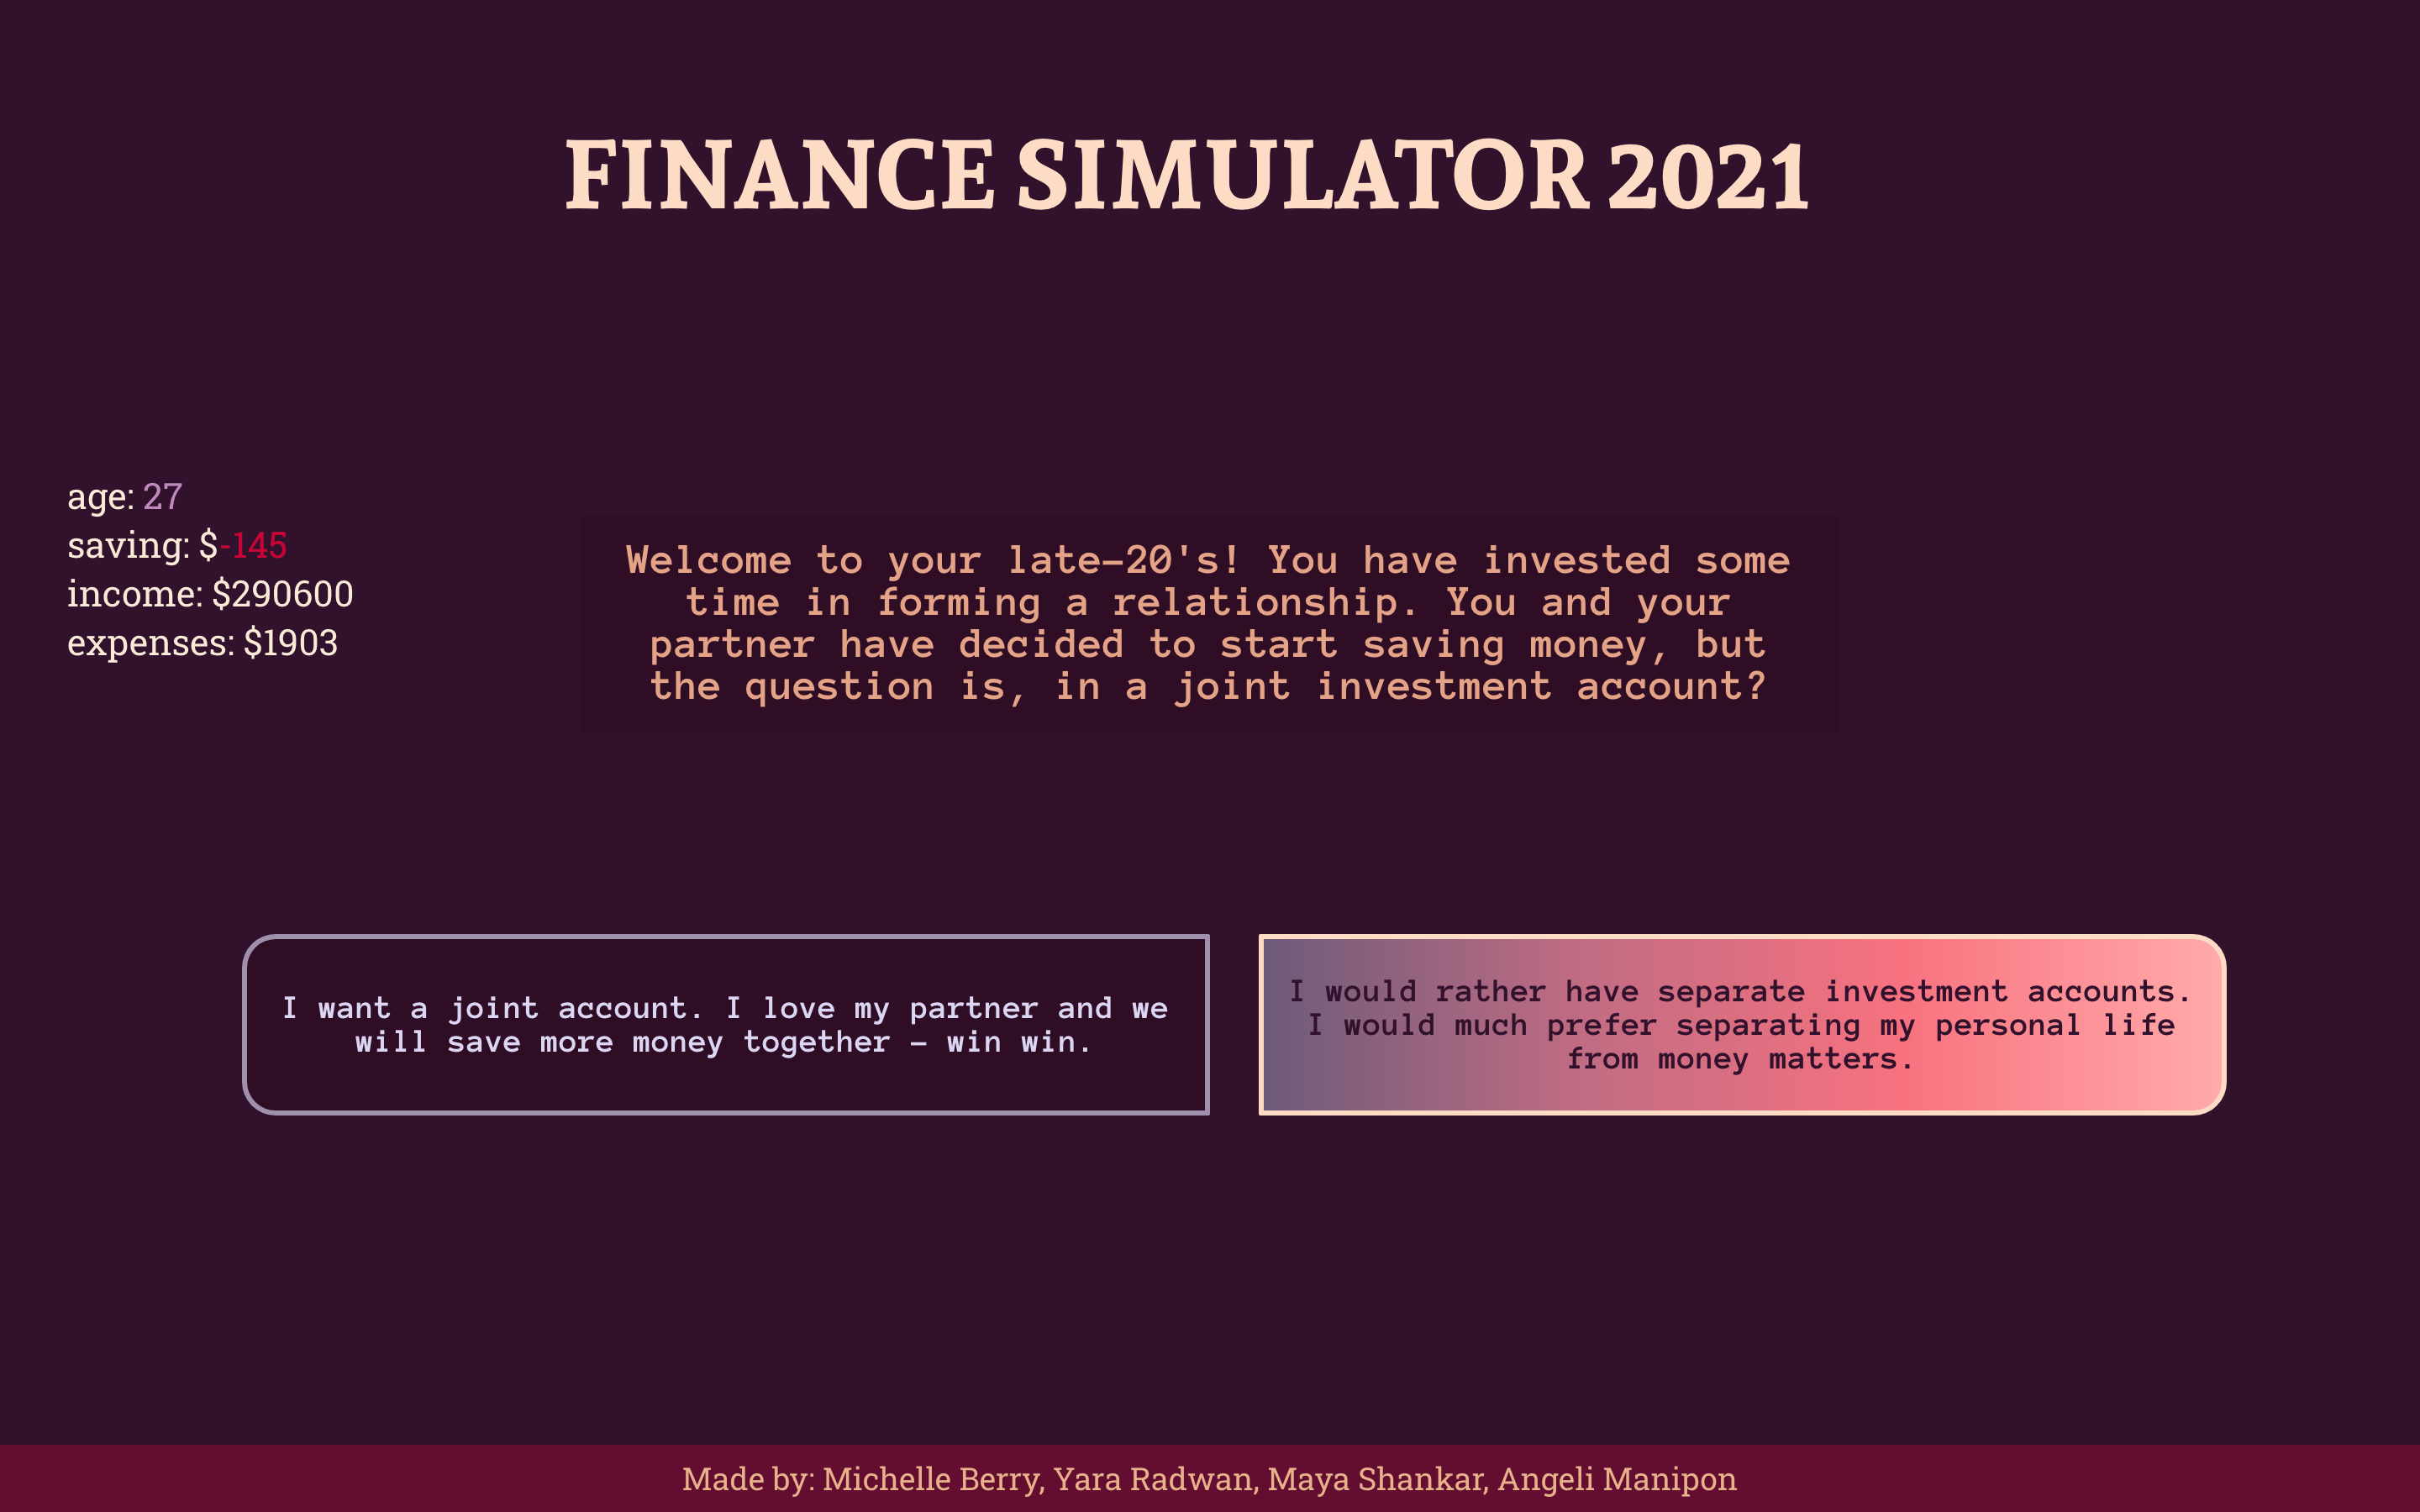 FINANCE SIMULATOR 2021
age: 27
saving: $-145
income: $290600
expenses: $1903
Welcome to your late-20's! You have invested some
time in forming a relationship. You and your
partner have decided to start saving money, but
the question is, in a joint investment account?
I want a joint account. I love my partner and we
will save more money together - win win.
I would rather have separate investment accounts.
I would much prefer separating my personal life
from money matters.
Made by: Michelle Berry, Yara Radwan, Maya Shankar, Angeli Manipon